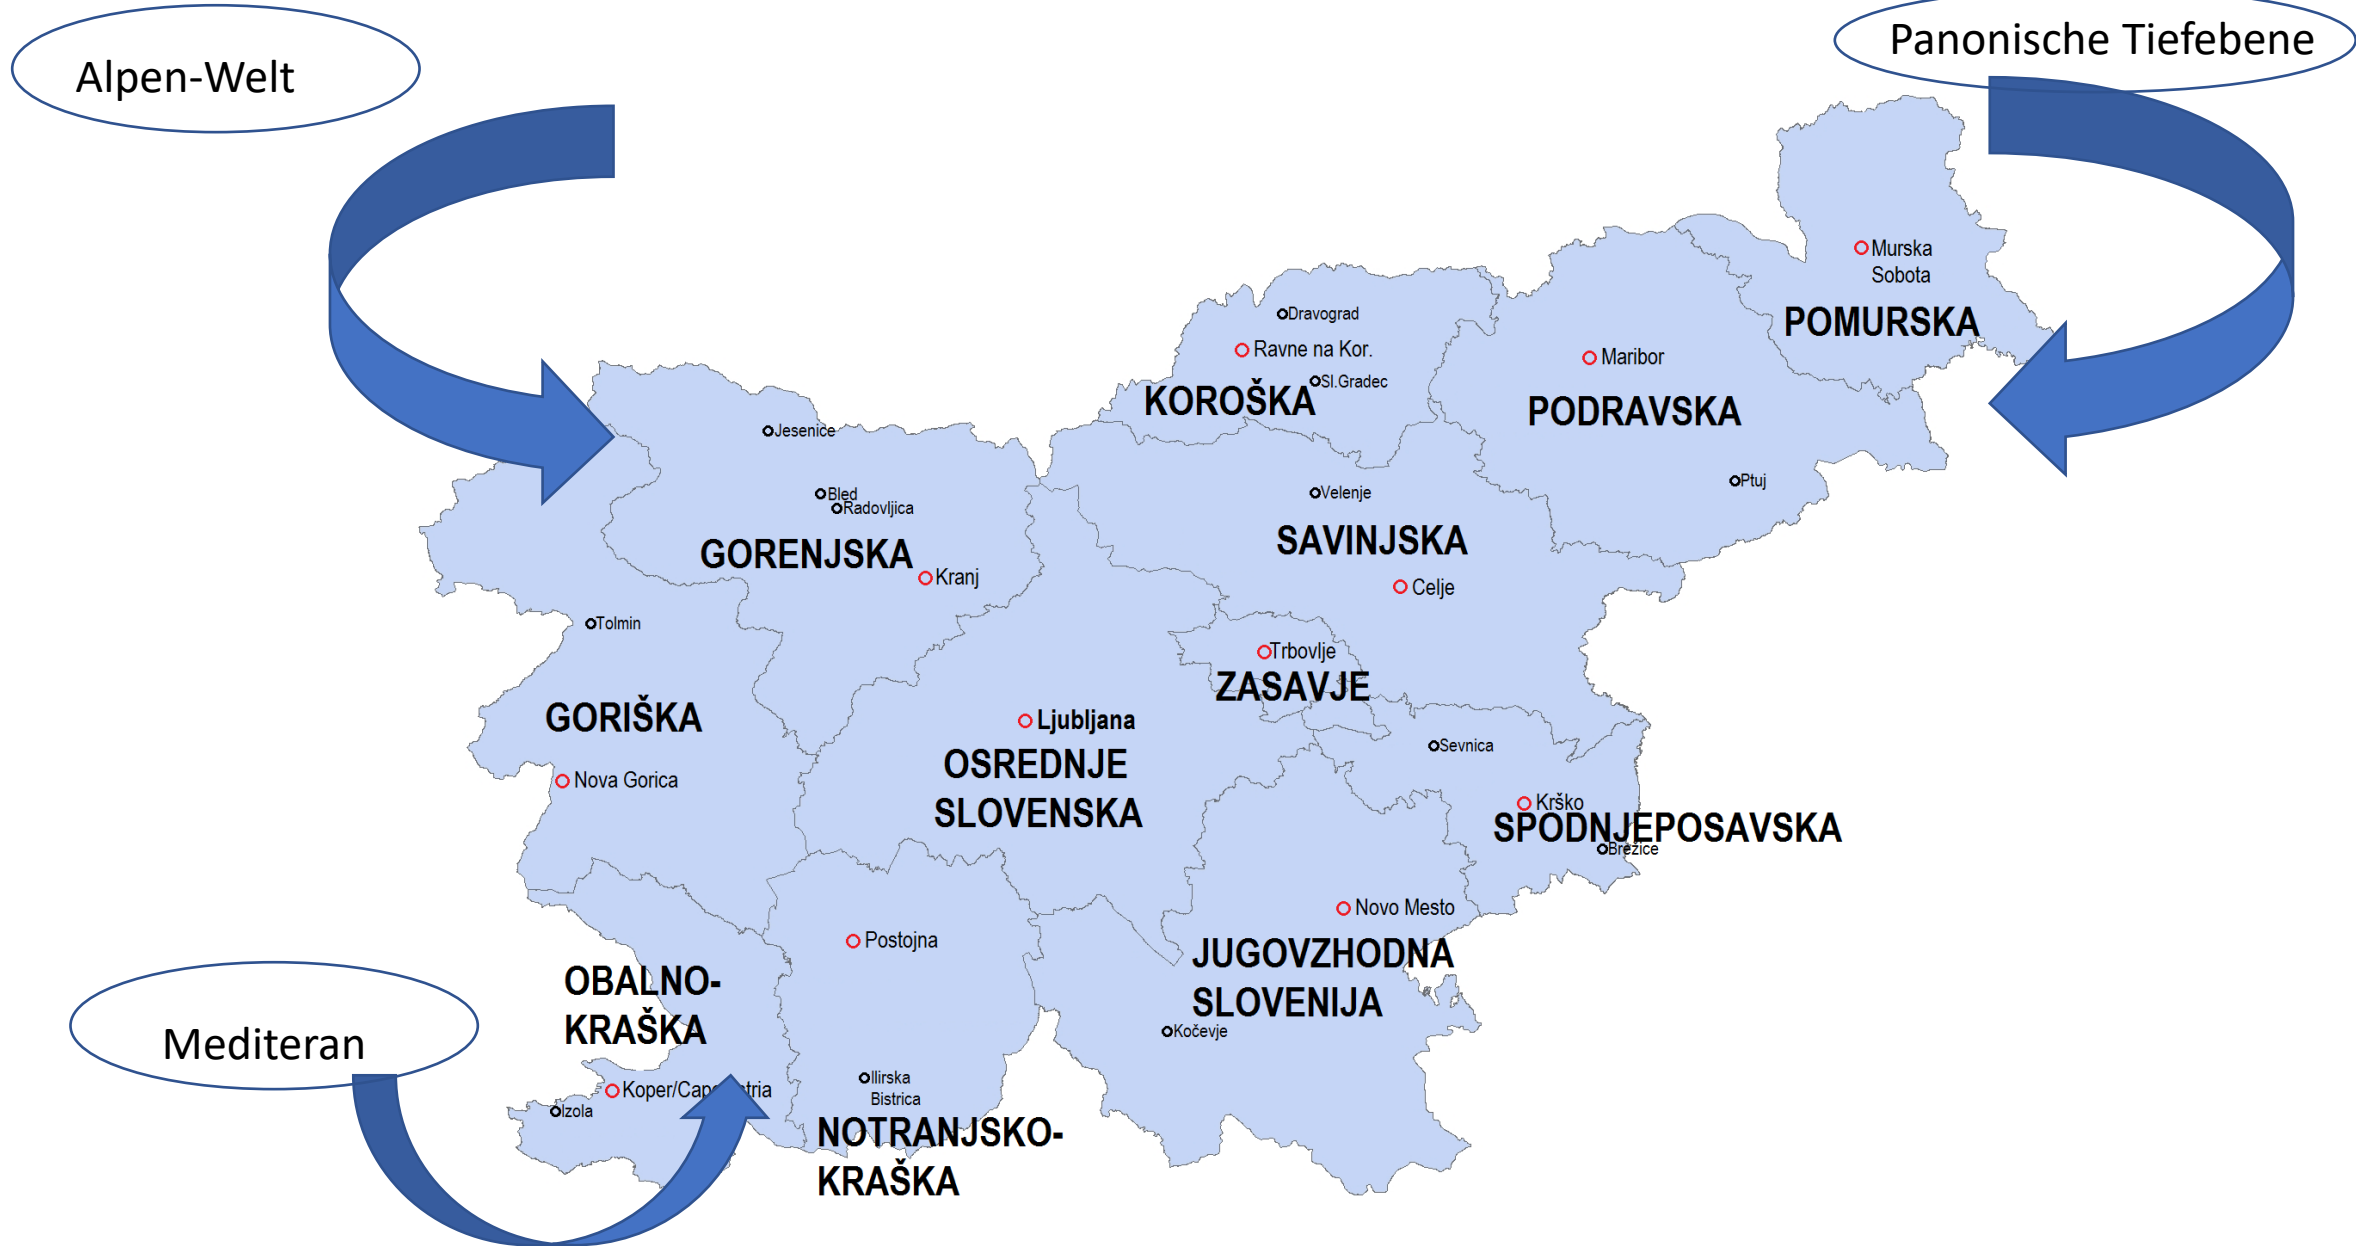 Alpen-Welt
Panonische Tiefebene
Murska
Sobota
POMURSKA
Dravograd
Ravne na Kor.
Sl.Gradec
KOROŠKA
Maribor
PODRAVSKA
Ptuj
Jesenice
Bled
Radovljica
GORENJSKA
Kranj
Velenje
SAVINJSKA
Celje
Tolmin
Trbovlje
ZASAVJE
GORIŠKA
Nova Gorica
Ljubljana
OSREDNJE
SLOVENSKA
Sevnica
Krško
SPODNJEPOSAVSKA
Brežice
Novo Mesto
JUGOVZHODNA
SLOVENIJA
Kočevje
Postojna
OBALNO-
KRAŠKA
Mediteran
Koper/Capodistria
Izola
Ilirska
Bistrica
NOTRANJSKO-
KRAŠKA